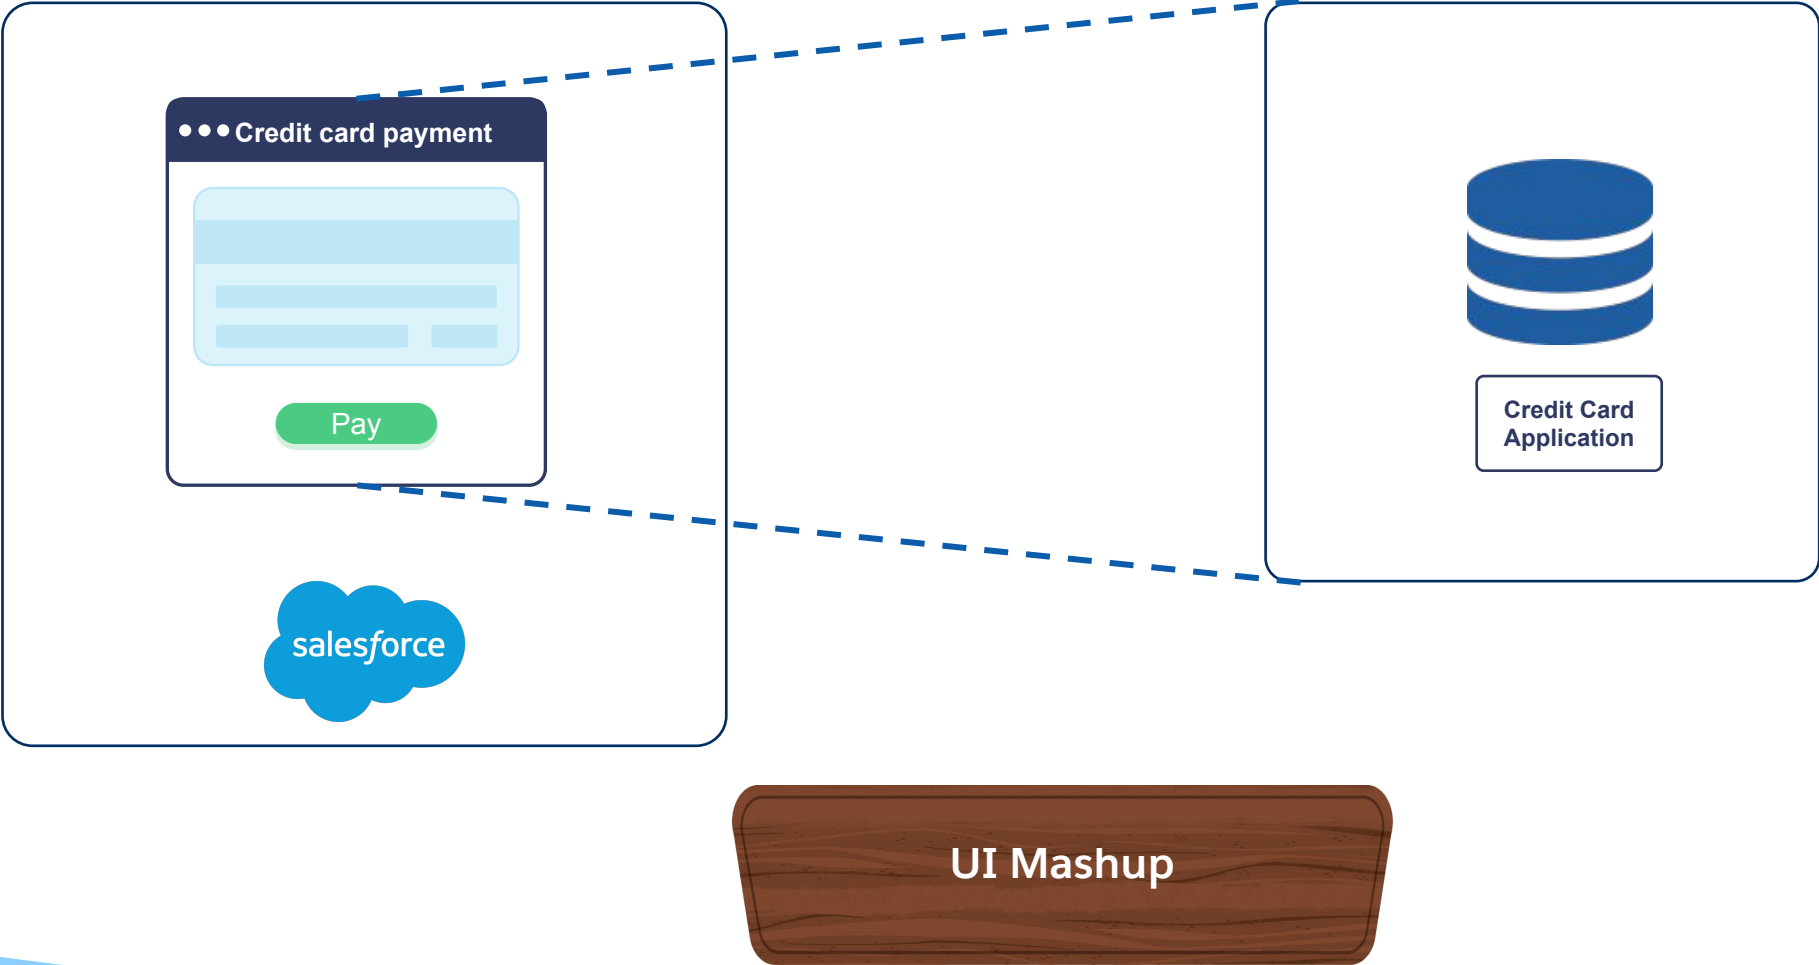 Credit card payment
Pay
salesforce
Credit Card
Application
UI Mashup